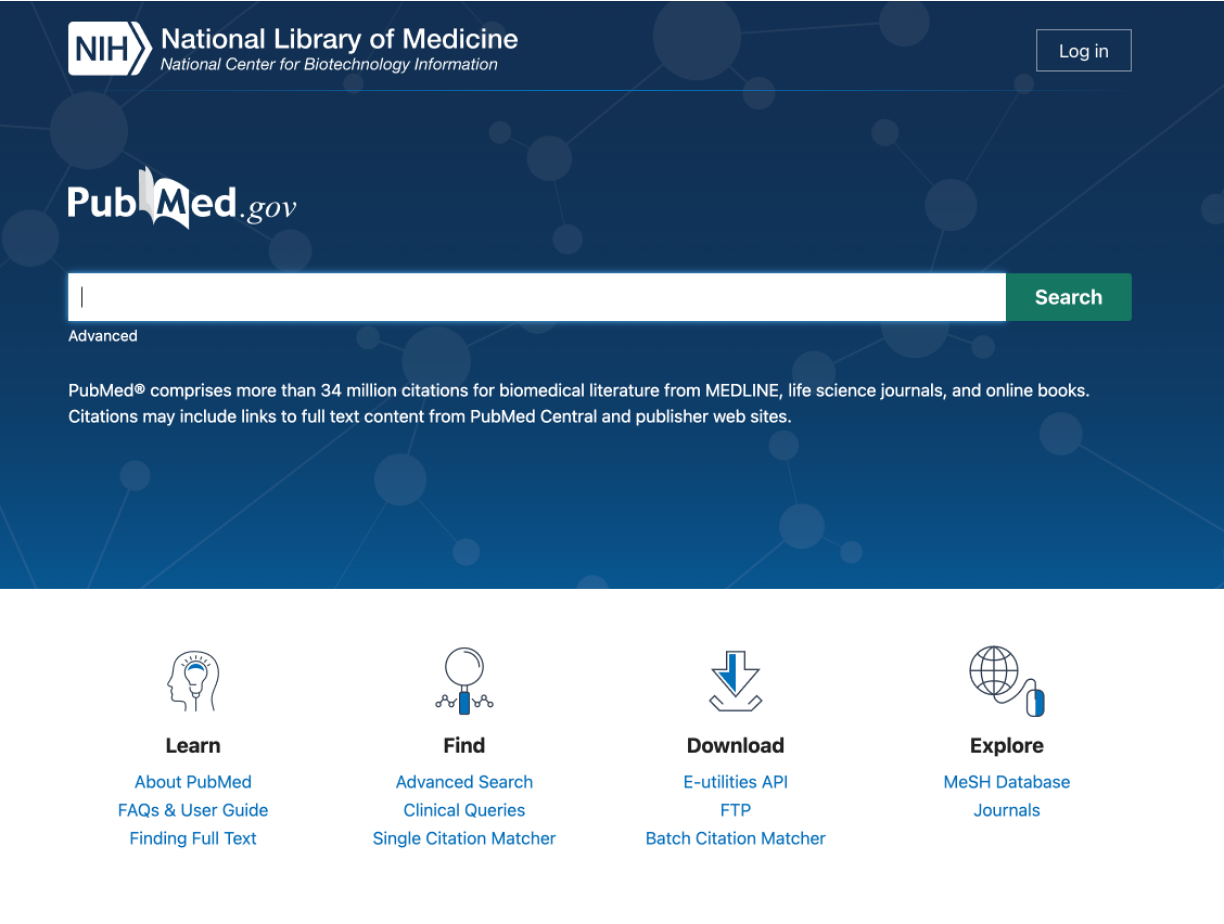 NIH
National Library of Medicine
National Center for Biotechnology Information
Log in
PubMed.gov
Search
Advanced
PubMed® comprises more than 34 million citations for biomedical literature from MEDLINE, life science journals, and online books.
Citations may include links to full text content from PubMed Central and publisher web sites.
Learn
About PubMed
FAQs & User Guide
Finding Full Text
Find
Advanced Search
Clinical Queries
Single Citation Matcher
Download
E-utilities API
FTP
Batch Citation Matcher
Explore
MeSH Database
Journals